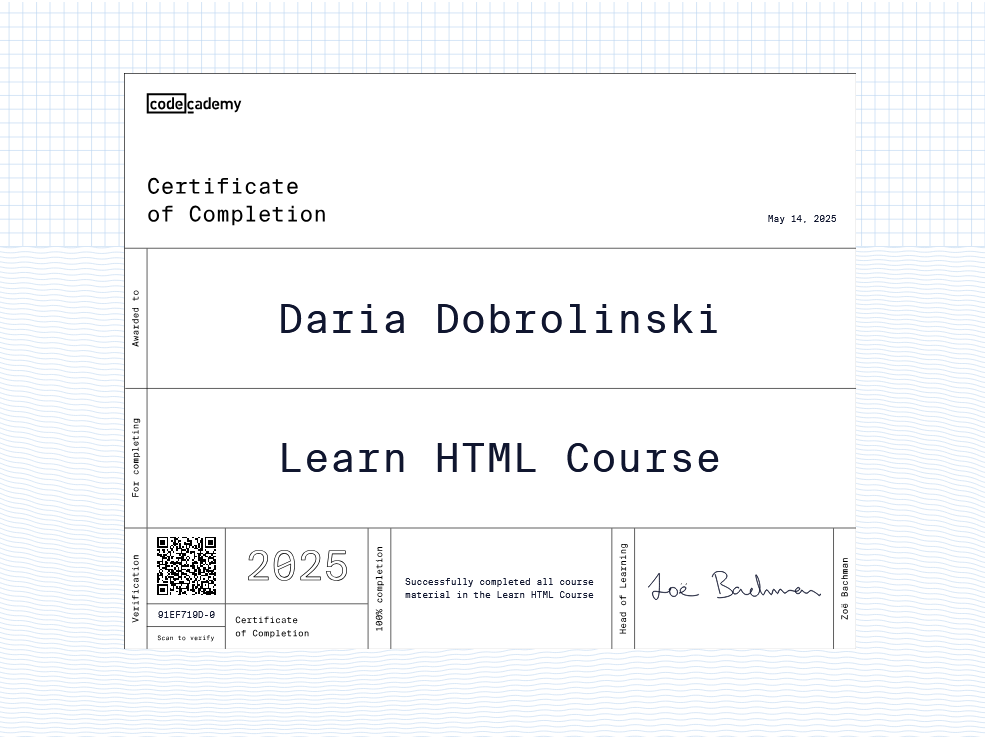 codecademy
Certificate
of Completion
May 14, 2025
Awarded to
Daria Dobrolinski
For completing
Learn HTML Course
Verification
91EF719D-0
Scan to verify
2025
Certificate
of Completion
100% completion
Successfully completed all course
material in the Learn HTML Course
Head of Learning
Zoë Bachman
Zoë Bachman